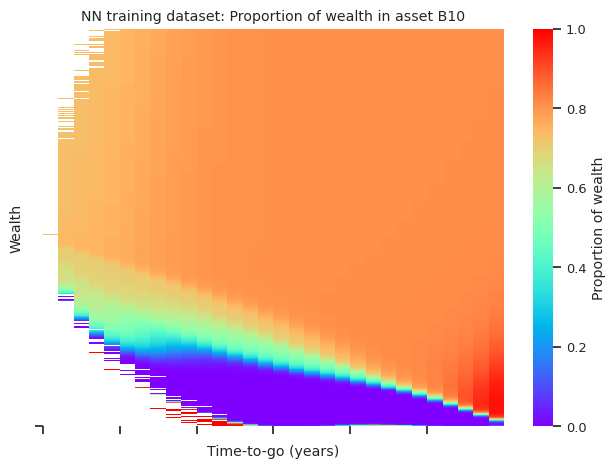 NN training dataset: Proportion of wealth in asset B10
Wealth
Time-to-go (years)
1.0
0.8
0.6
0.4
0.2
0.0
Proportion of wealth